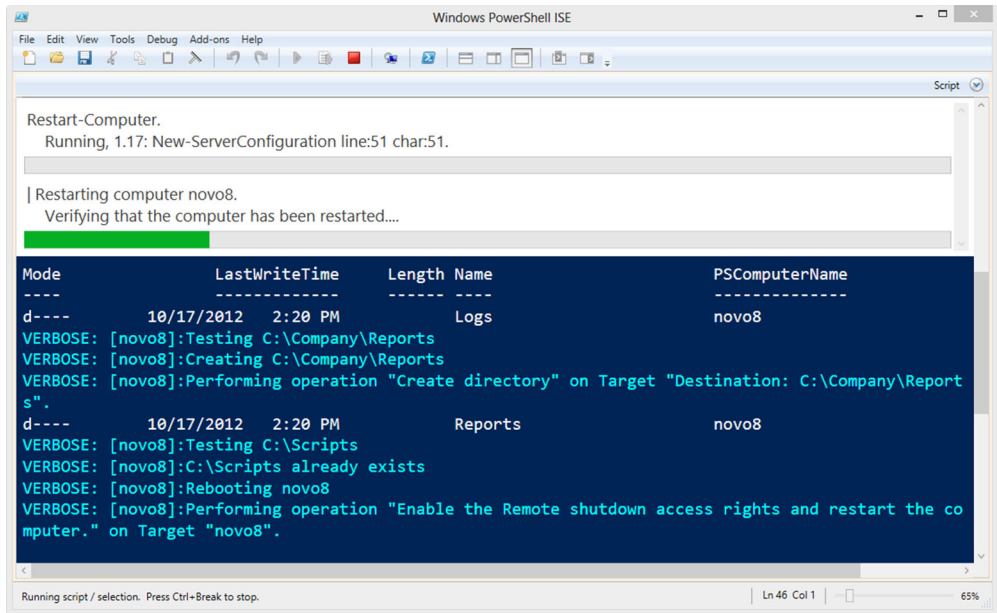 Windows PowerShell ISE
File Edit View Tools Debug Add-ons Help
Script
Restart-Computer.
Running, 1.17: New-ServerConfiguration line:51 char:51.
| Restarting computer novo8.
Verifying that the computer has been restarted....
Mode LastWriteTime Length Name PSComputerName
---- ------------- ------ ---- --------------
d---- 10/17/2012 2:20 PM Logs novo8
VERBOSE: [novo8]:Testing C:\Company\Reports
VERBOSE: [novo8]:Creating C:\Company\Reports
VERBOSE: [novo8]:Performing operation "Create directory" on Target "Destination: C:\Company\Report
s".
d---- 10/17/2012 2:20 PM Reports novo8
VERBOSE: [novo8]:Testing C:\Scripts
VERBOSE: [novo8]:C:\Scripts already exists
VERBOSE: [novo8]:Rebooting novo8
VERBOSE: [novo8]:Performing operation "Enable the Remote shutdown access rights and restart the co
mputer." on Target "novo8".
Running script / selection. Press Ctrl+Break to stop. Ln 46 Col 1 65%